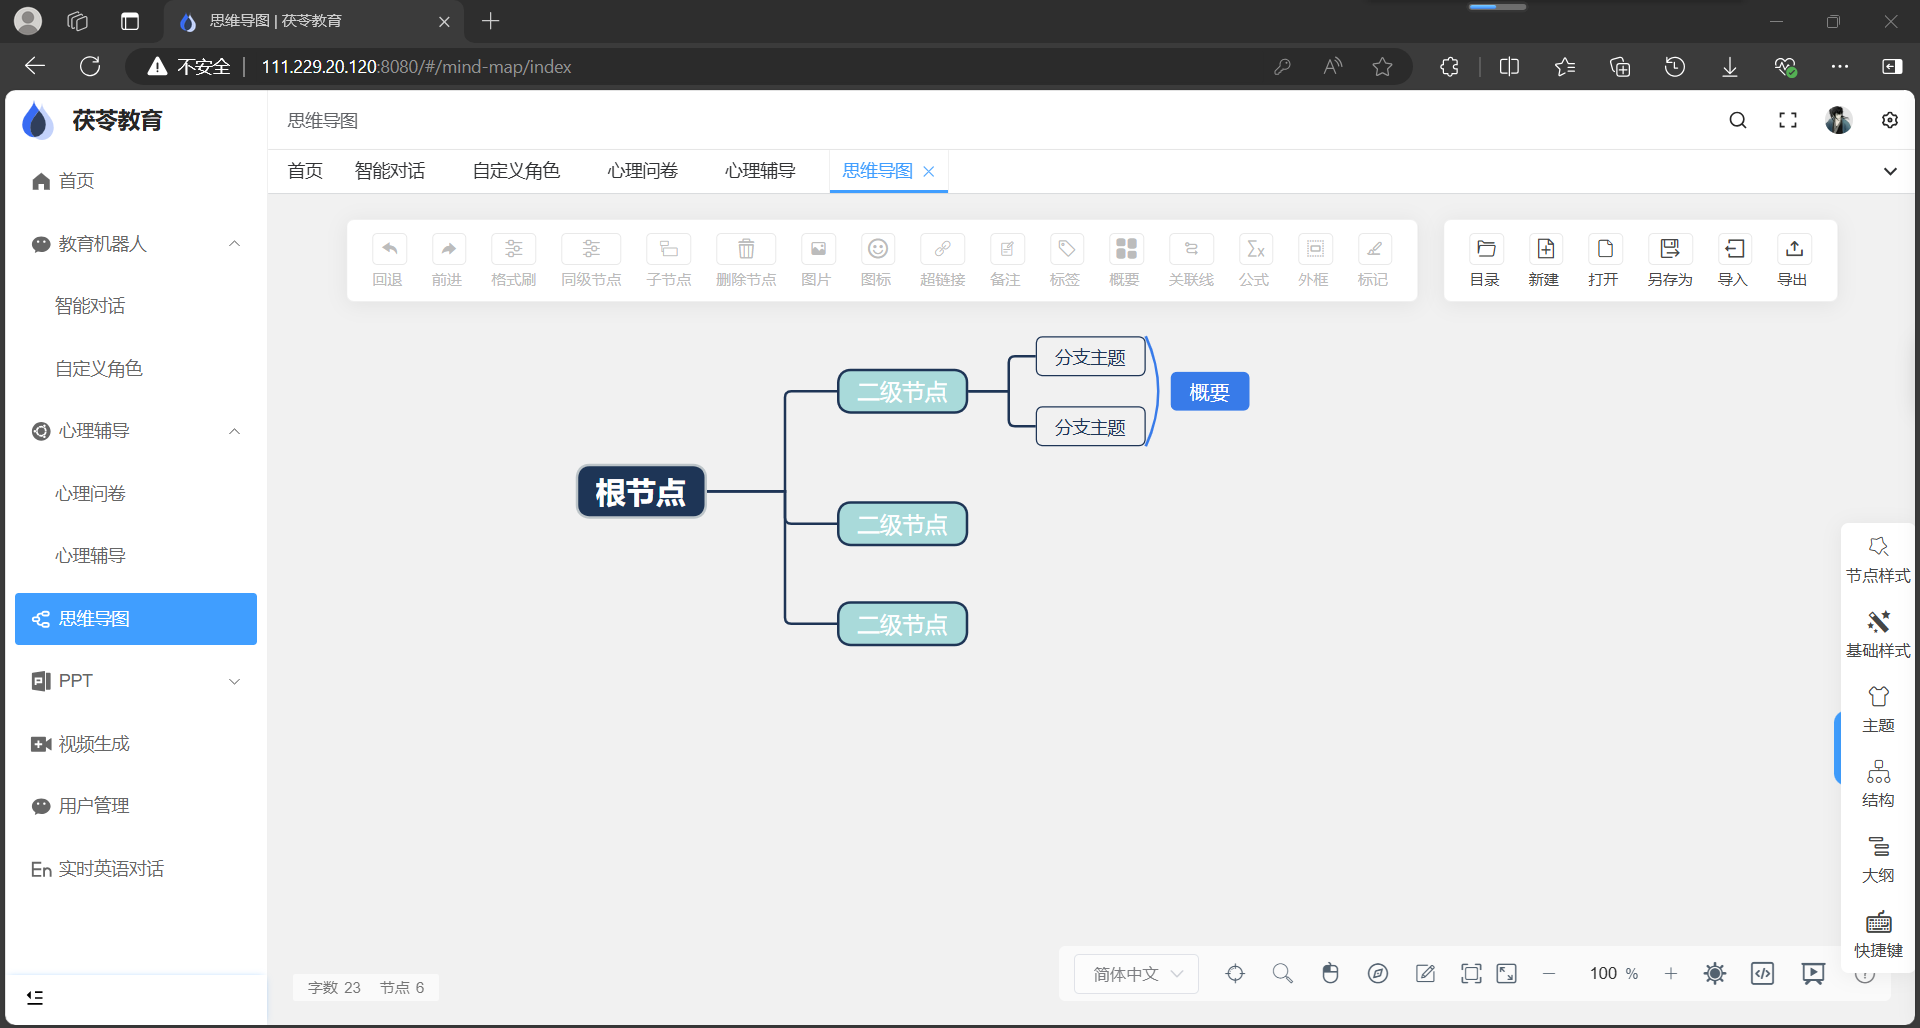 思维导图 | 茯苓教育
不安全 111.229.20.120:8080/#/mind-map/index
茯苓教育
思维导图
首页 智能对话 自定义角色 心理问卷 心理辅导 思维导图
首页
教育机器人
智能对话
自定义角色
心理辅导
心理问卷
心理辅导
思维导图
PPT
视频生成
用户管理
En 实时英语对话
回退 前进 格式刷 同级节点 子节点 删除节点 图片 图标 超链接 备注 标签 概要 关联线 公式 外框 标记
目录 新建 打开 另存为 导入 导出
分支主题
二级节点
概要
分支主题
根节点
二级节点
二级节点
节点样式
基础样式
主题
结构
大纲
快捷键
字数 23 节点 6
简体中文 100 %